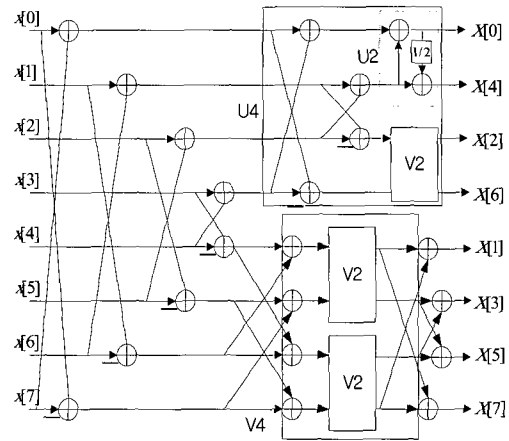 x[0]
X[0]
U2
1/2
x[1]
X[4]
U4
x[2]
X[2]
V2
x[3]
X[6]
x[4]
X[1]
V2
x[5]
X[3]
x[6]
X[5]
V2
x[7]
X[7]
V4